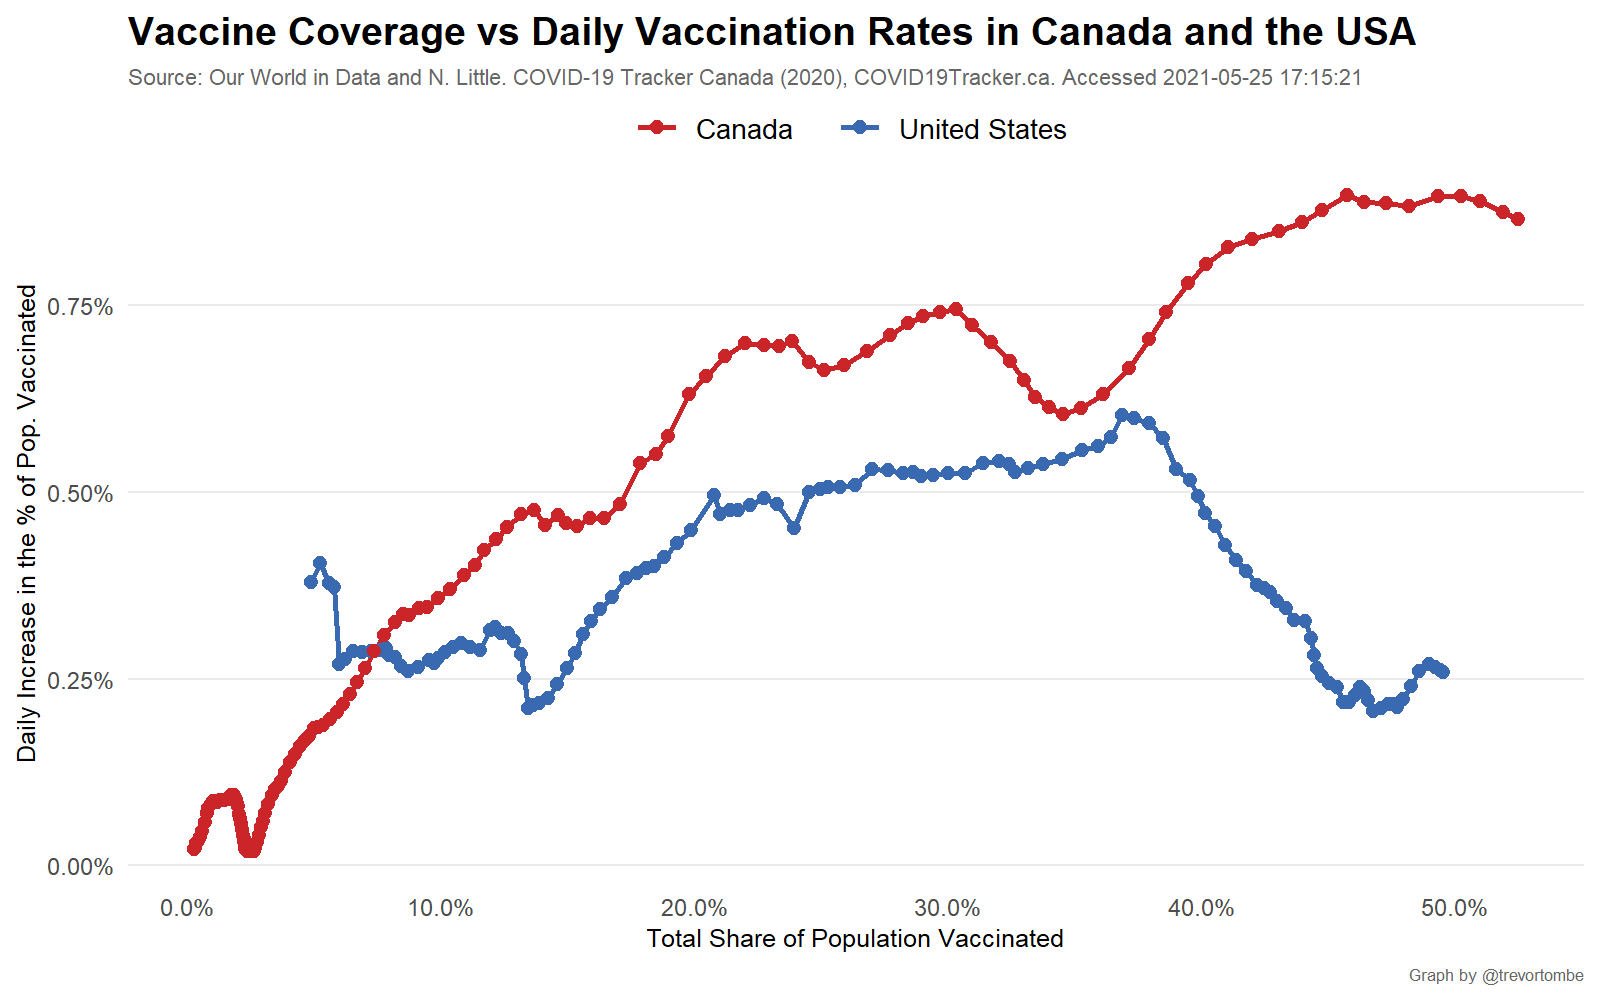 Vaccine Coverage vs Daily Vaccination Rates in Canada and the USA
Source: Our World in Data and N. Little. COVID-19 Tracker Canada (2020), COVID19Tracker.ca. Accessed 2021-05-25 17:15:21
Canada United States
Daily Increase in the % of Pop. Vaccinated
0.75%
0.50%
0.25%
0.00%
0.0% 10.0% 20.0% 30.0% 40.0% 50.0%
Total Share of Population Vaccinated
Graph by @trevortombe